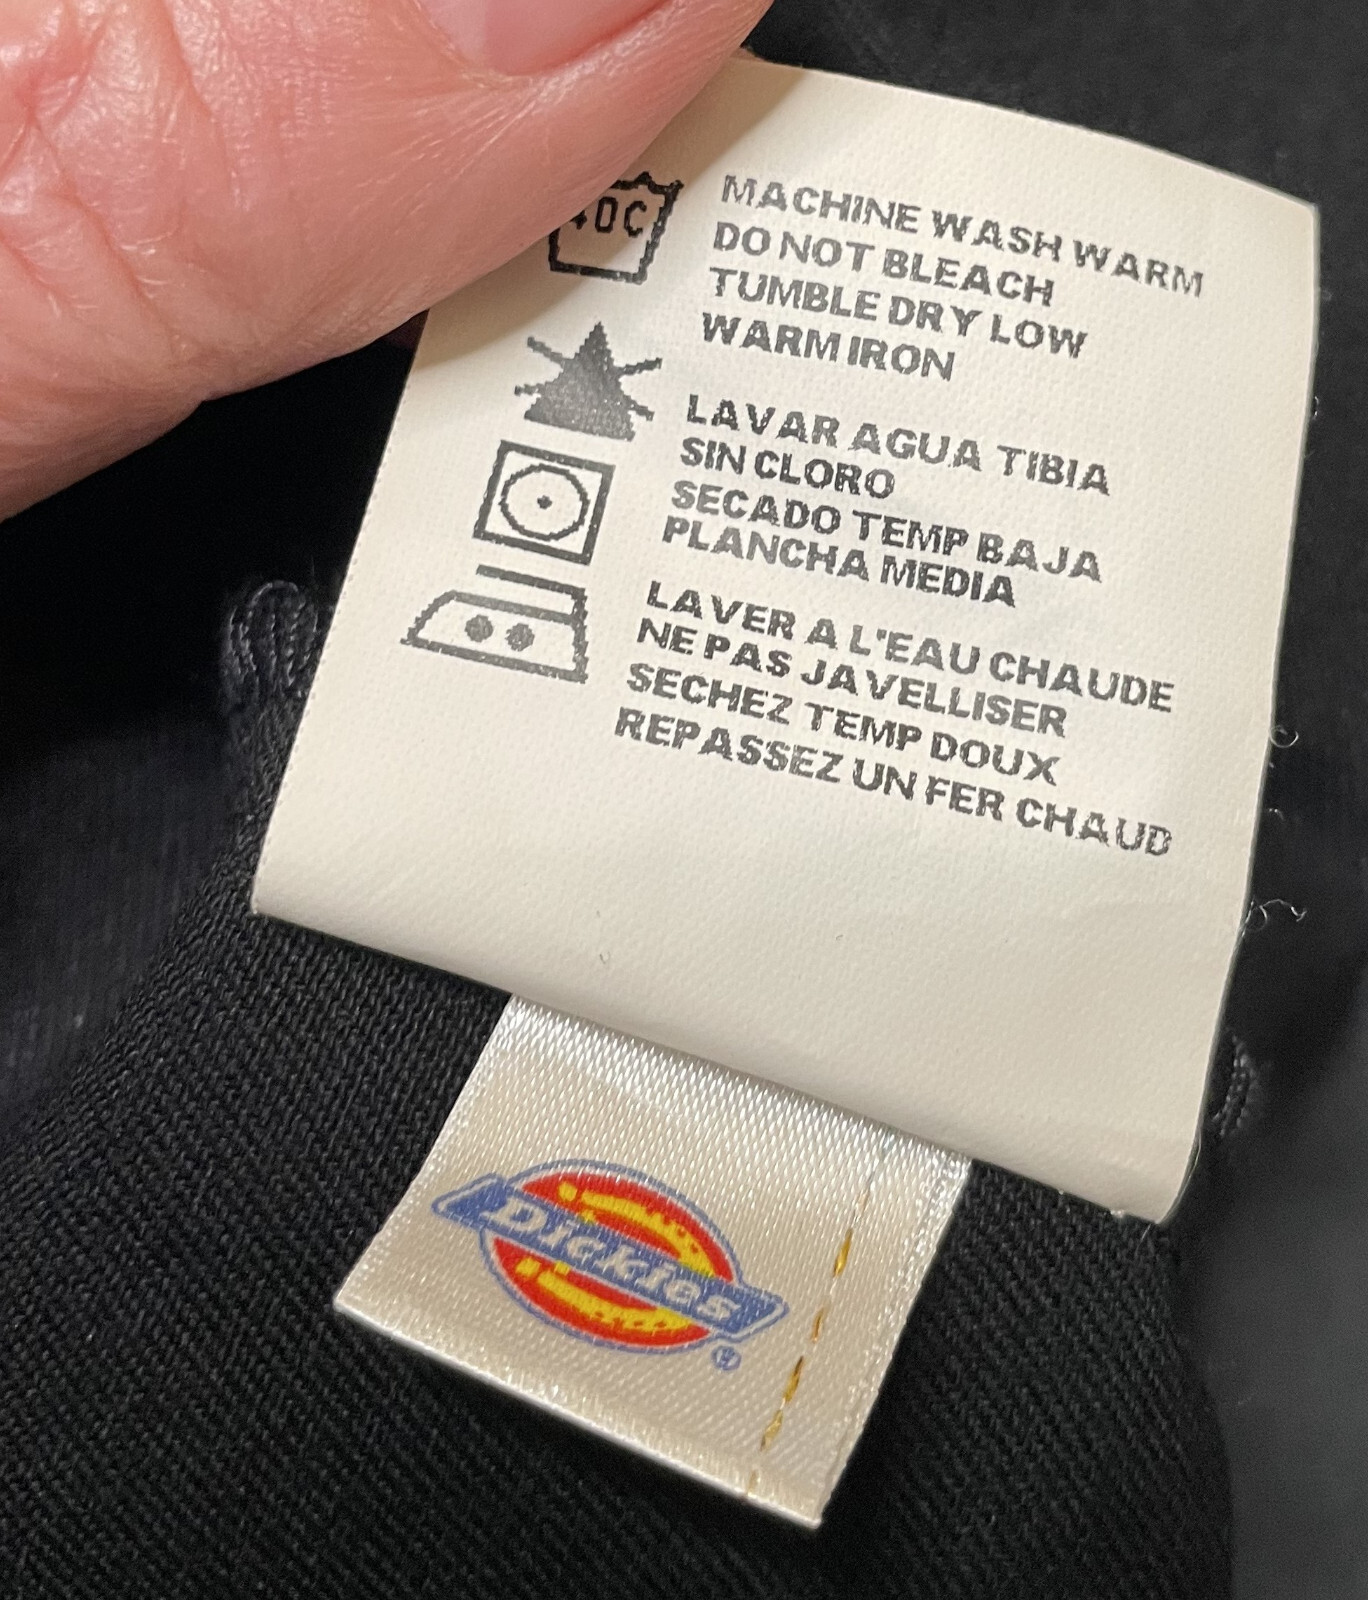 MACHINE WASH WARM
DO NOT BLEACH
TUMBLE DRY LOW
WARM IRON
LAVAR AGUA TIBIA
SIN CLORO
SECADO TEMP BAJA
PLANCHA MEDIA
LAVER A L'EAU CHAUDE
NE PAS JAVELLISER
SECHEZ TEMP DOUX
REPASSEZ UN FER CHAUD
Dickies
®